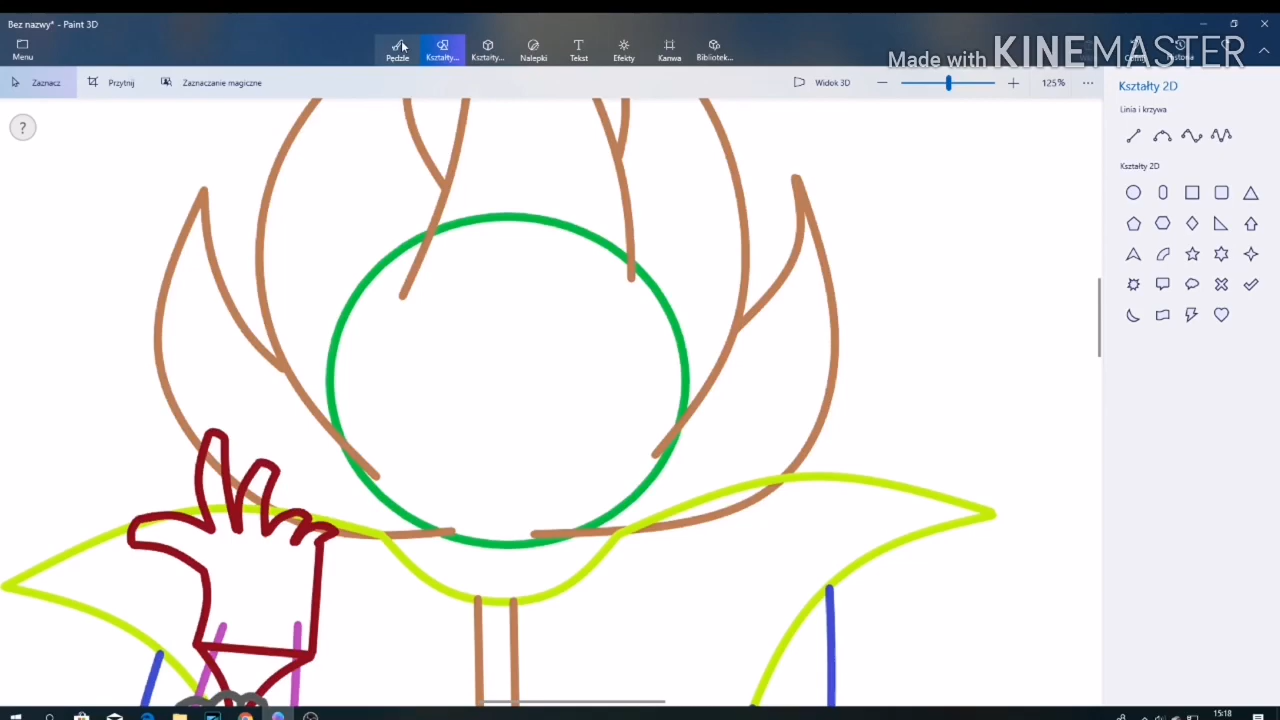 Bez nazwy* - Paint 3D
Menu
Pędzle
Kształty...
Kształty...
Naklejki
Tekst
Efekty
Kanwa
Bibliotek...
Made with KINEMASTER
Zaznacz
Przytnij
Zaznaczanie magiczne
Widok 3D
125%
Kształty 2D
Linia i krzywa
Kształty 2D
?
15:18